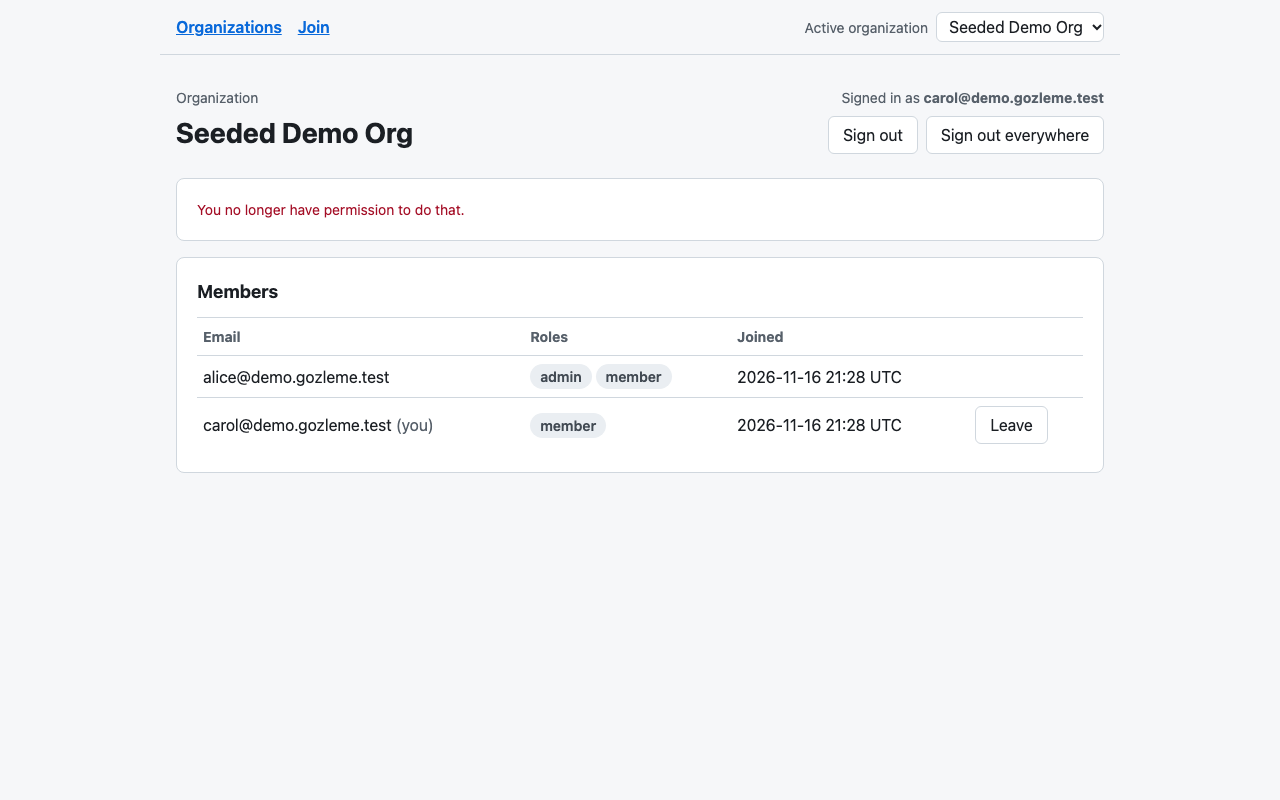 Organizations Join Active organization Seeded Demo Org
Organization Signed in as carol@demo.gozleme.test
Seeded Demo Org Sign out Sign out everywhere
You no longer have permission to do that.
Members
Email Roles Joined
alice@demo.gozleme.test admin member 2026-11-16 21:28 UTC
carol@demo.gozleme.test (you) member 2026-11-16 21:28 UTC Leave